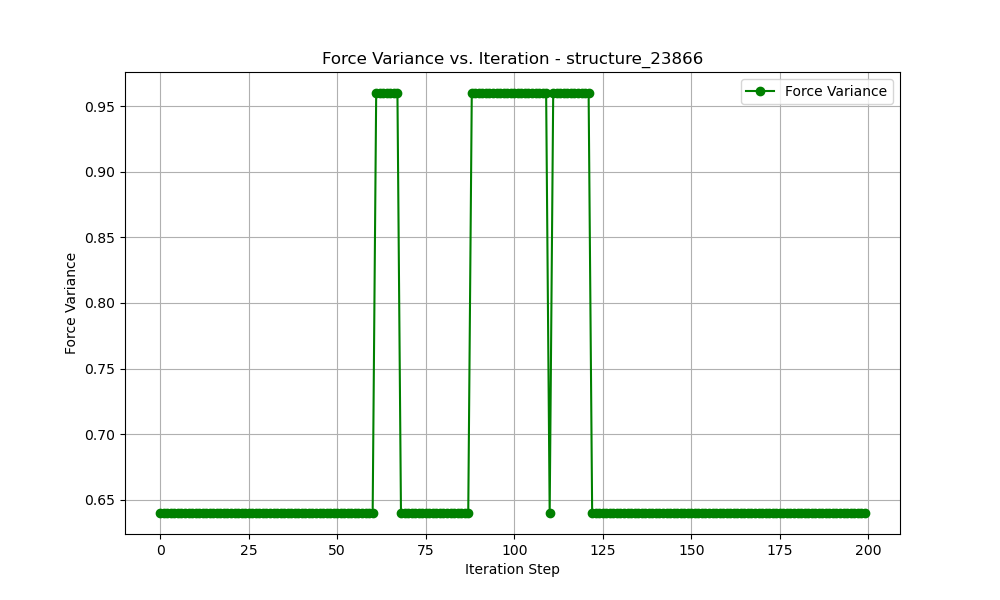 Force Variance vs. Iteration - structure_23866
Force Variance
0.95
0.90
0.85
0.80
0.75
0.70
0.65
Force Variance
0 25 50 75 100 125 150 175 200
Iteration Step